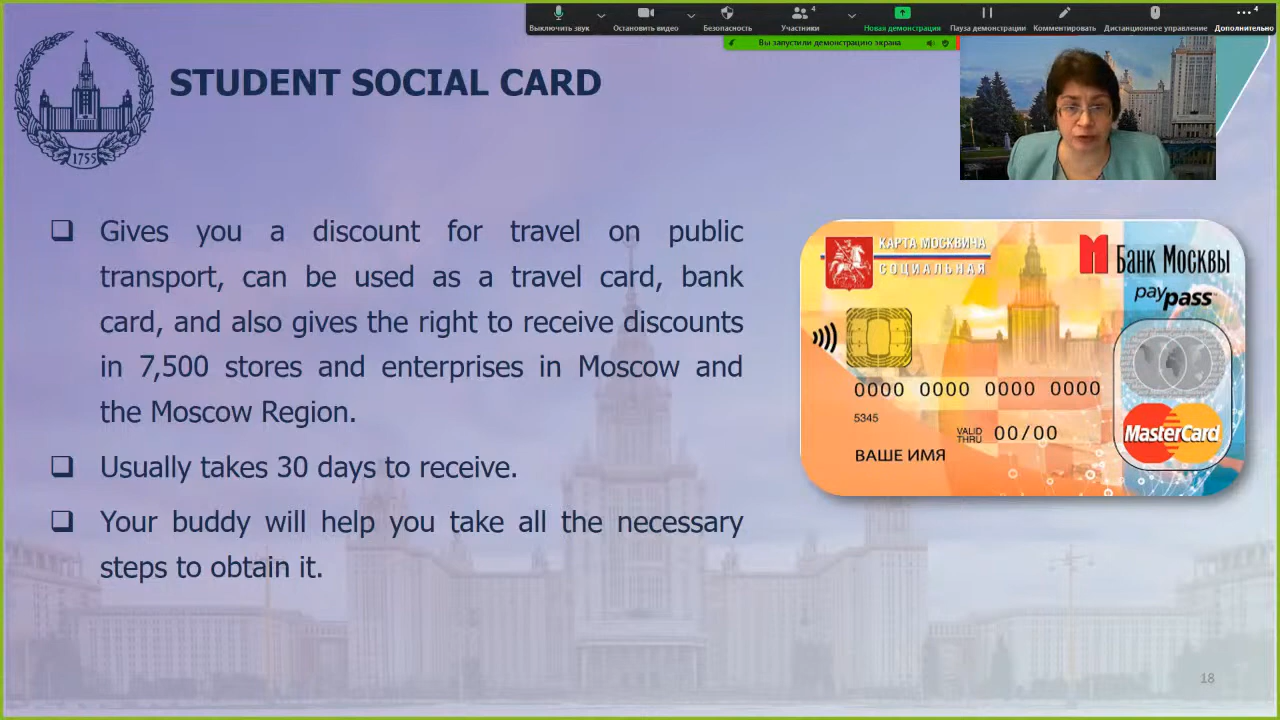 Выключить звук
Остановить видео
Безопасность
4
Участники
Новая демонстрация
Пауза демонстрации
Комментировать
Дистанционное управление
4
Дополнительно
Вы запустили демонстрацию экрана
1755
STUDENT SOCIAL CARD
Gives you a discount for travel on public
transport, can be used as a travel card, bank
card, and also gives the right to receive discounts
in 7,500 stores and enterprises in Moscow and
the Moscow Region.
Usually takes 30 days to receive.
Your buddy will help you take all the necessary
steps to obtain it.
КАРТА МОСКВИЧА
СОЦИАЛЬНАЯ
Банк Москвы
paypass
0000 0000 0000 0000
5345
VALID
THRU 00/00
ВАШЕ ИМЯ
MasterCard
18